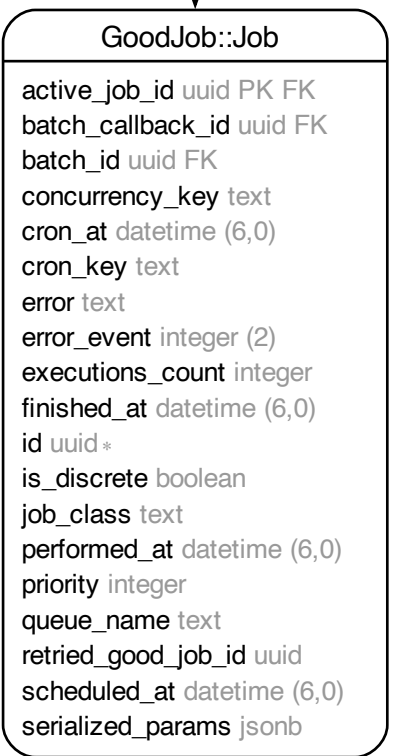 GoodJob::Job
active_job_id uuid PK FK
batch_callback_id uuid FK
batch_id uuid FK
concurrency_key text
cron_at datetime (6,0)
cron_key text
error text
error_event integer (2)
executions_count integer
finished_at datetime (6,0)
id uuid *
is_discrete boolean
job_class text
performed_at datetime (6,0)
priority integer
queue_name text
retried_good_job_id uuid
scheduled_at datetime (6,0)
serialized_params jsonb